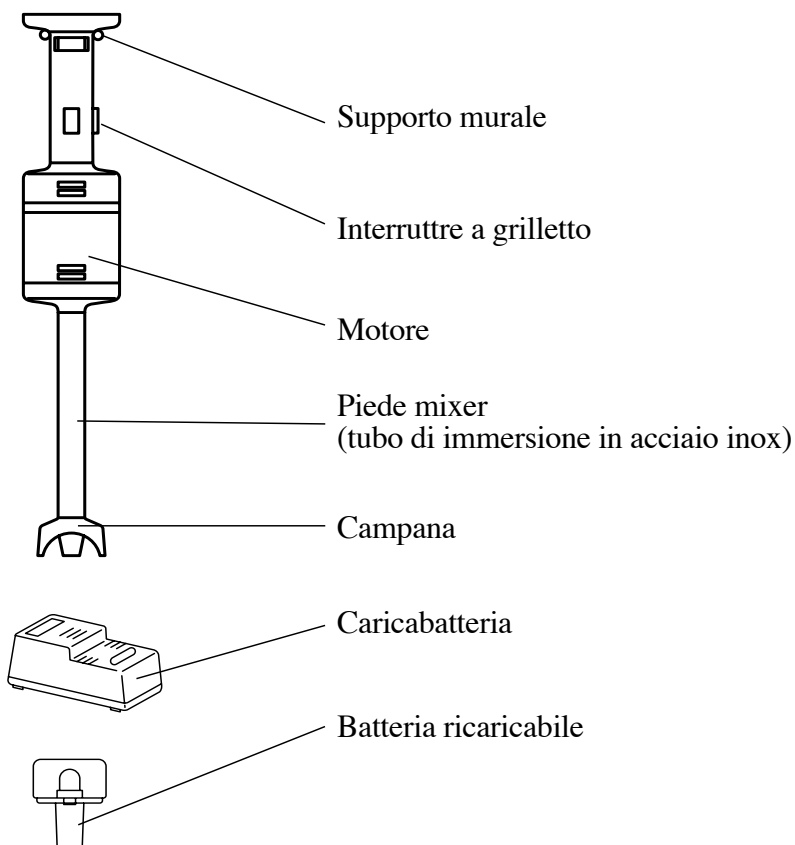 Supporto murale
Interruttre a grilletto
Motore
Piede mixer
(tubo di immersione in acciaio inox)
Campana
Caricabatteria
Batteria ricaricabile